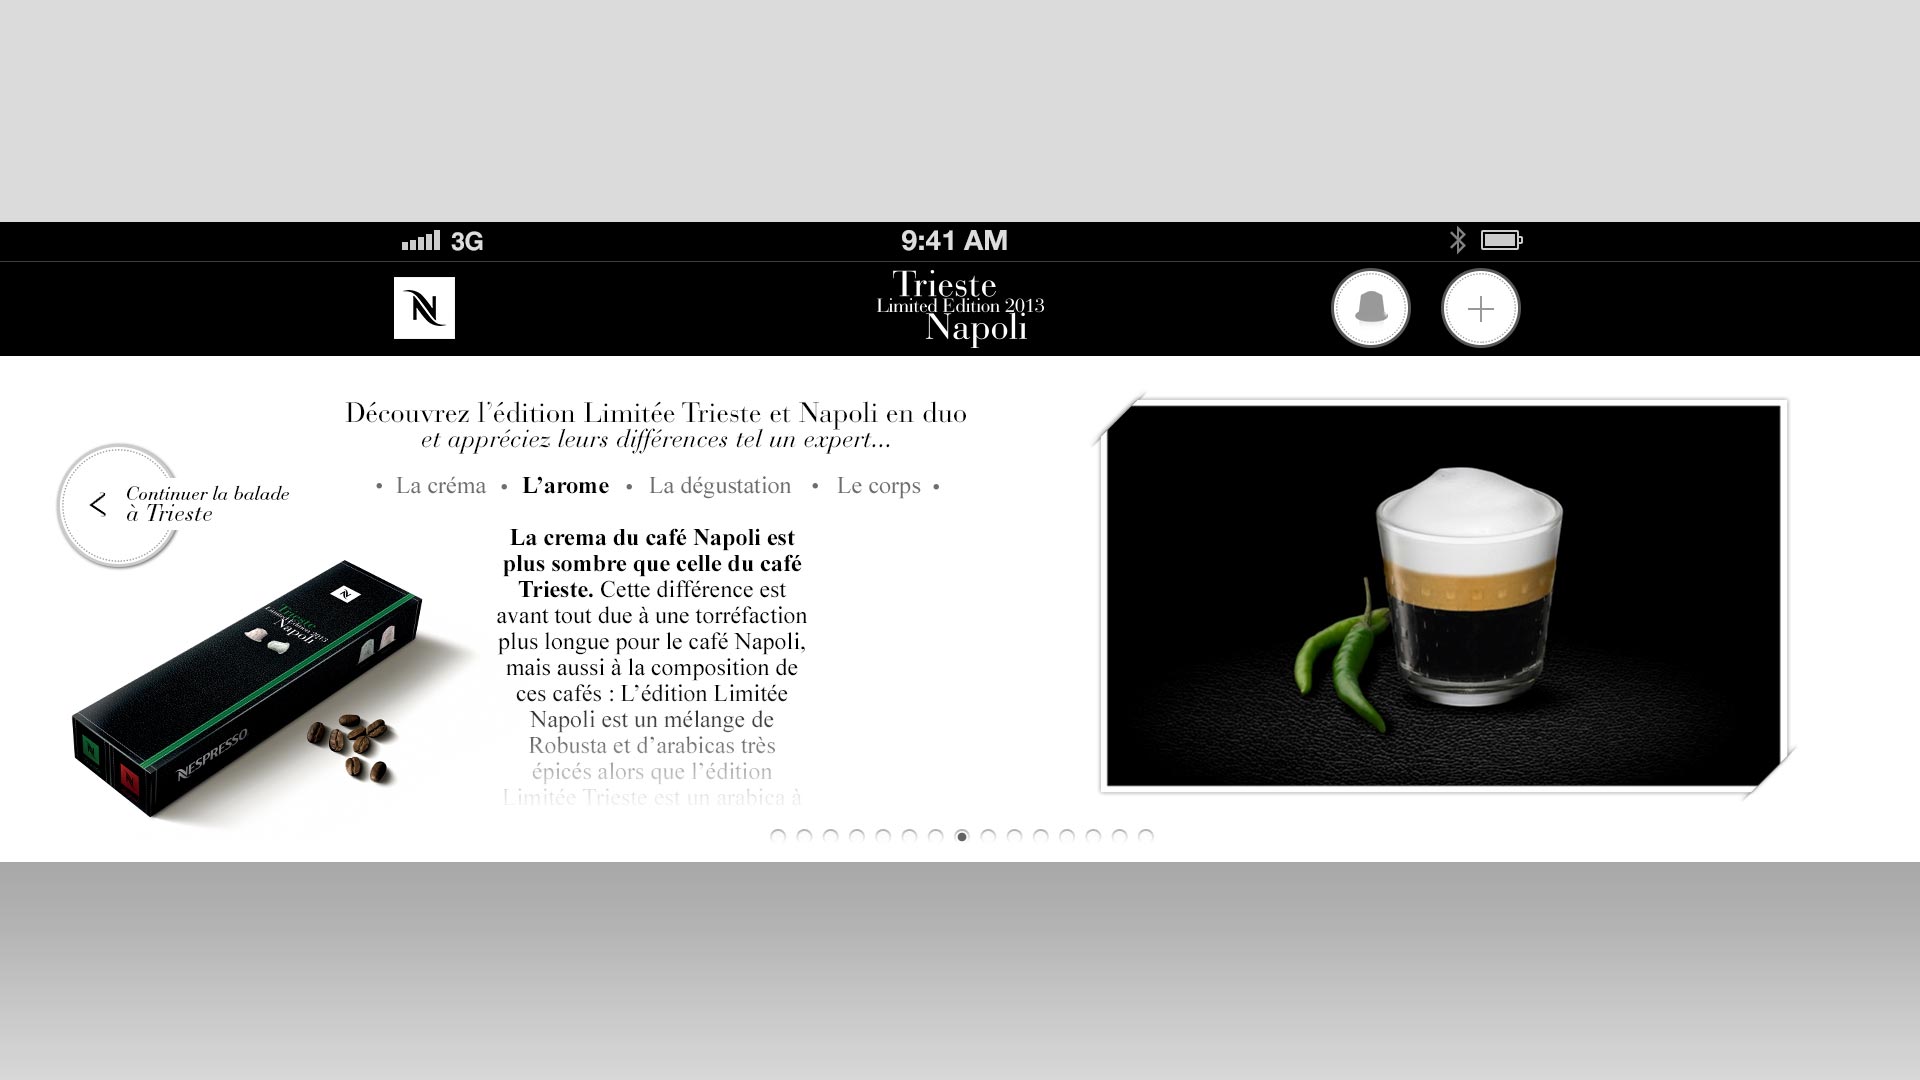 3G
9:41 AM
Trieste
Limited Edition 2013
Napoli
Découvrez l’édition Limitée Trieste et Napoli en duo
et appréciez leurs différences tel un expert...
• La créma • L’arome • La dégustation • Le corps •
Continuer la balade
à Trieste
La crema du café Napoli est
plus sombre que celle du café
Trieste. Cette différence est
avant tout due à une torréfaction
plus longue pour le café Napoli,
mais aussi à la composition de
ces cafés : L’édition Limitée
Napoli est un mélange de
Robusta et d’arabicas très
épicés alors que l’édition
Limitée Trieste est un arabica à
Trieste
Limited Edition 2013
Napoli
NESPRESSO